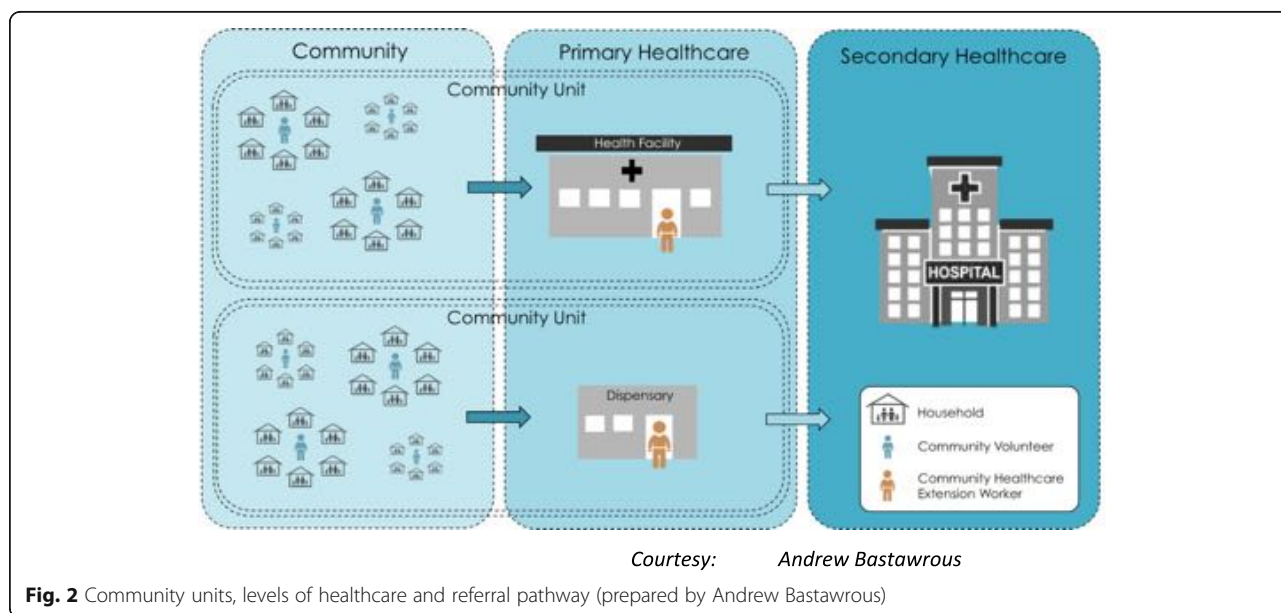 Community
Primary Healthcare
Secondary Healthcare
Community Unit
Health Facility
HOSPITAL
Community Unit
Dispensary
Household
Community Volunteer
Community Healthcare
Extension Worker
Courtesy: Andrew Bastawrous
Fig. 2 Community units, levels of healthcare and referral pathway (prepared by Andrew Bastawrous)